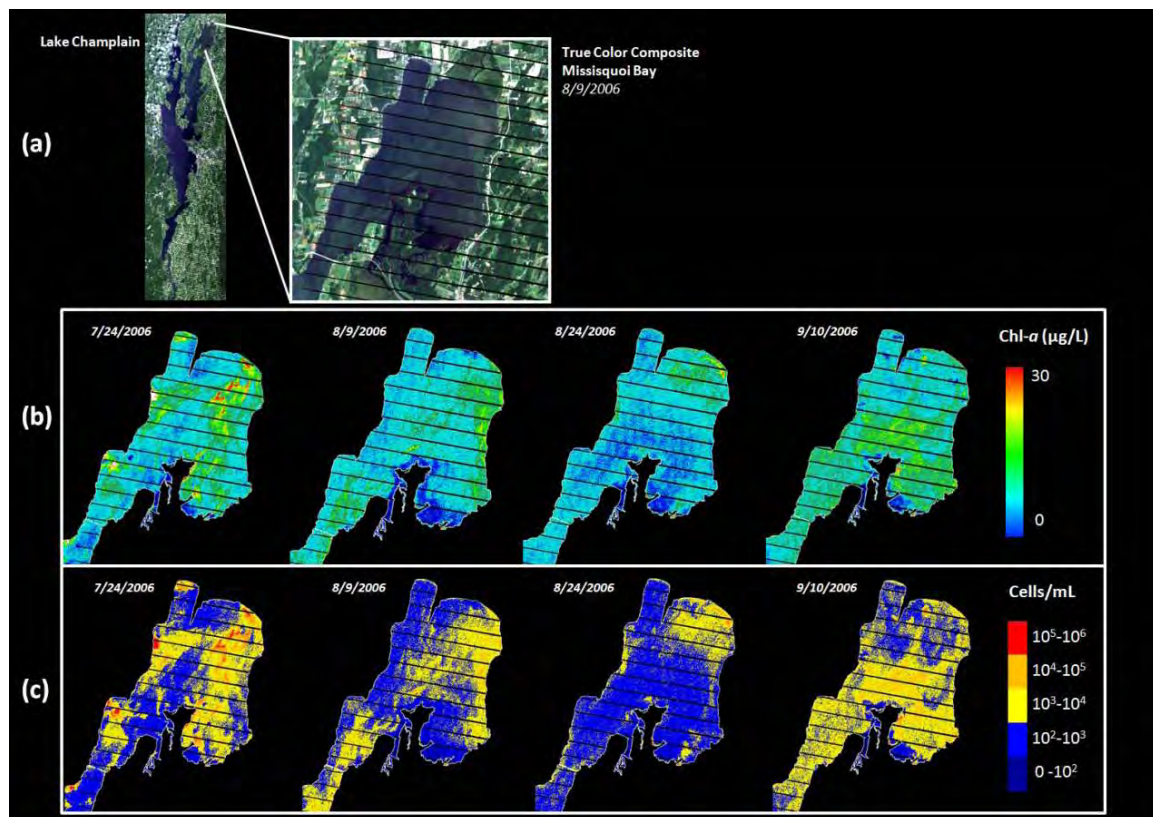 Lake Champlain
True Color Composite
Missisquoi Bay
8/9/2006
(a)
7/24/2006
8/9/2006
8/24/2006
9/10/2006
Chl-a (µg/L)
30
0
(b)
7/24/2006
8/9/2006
8/24/2006
9/10/2006
Cells/mL
10⁵-10⁶
10⁴-10⁵
10³-10⁴
10²-10³
0 -10²
(c)